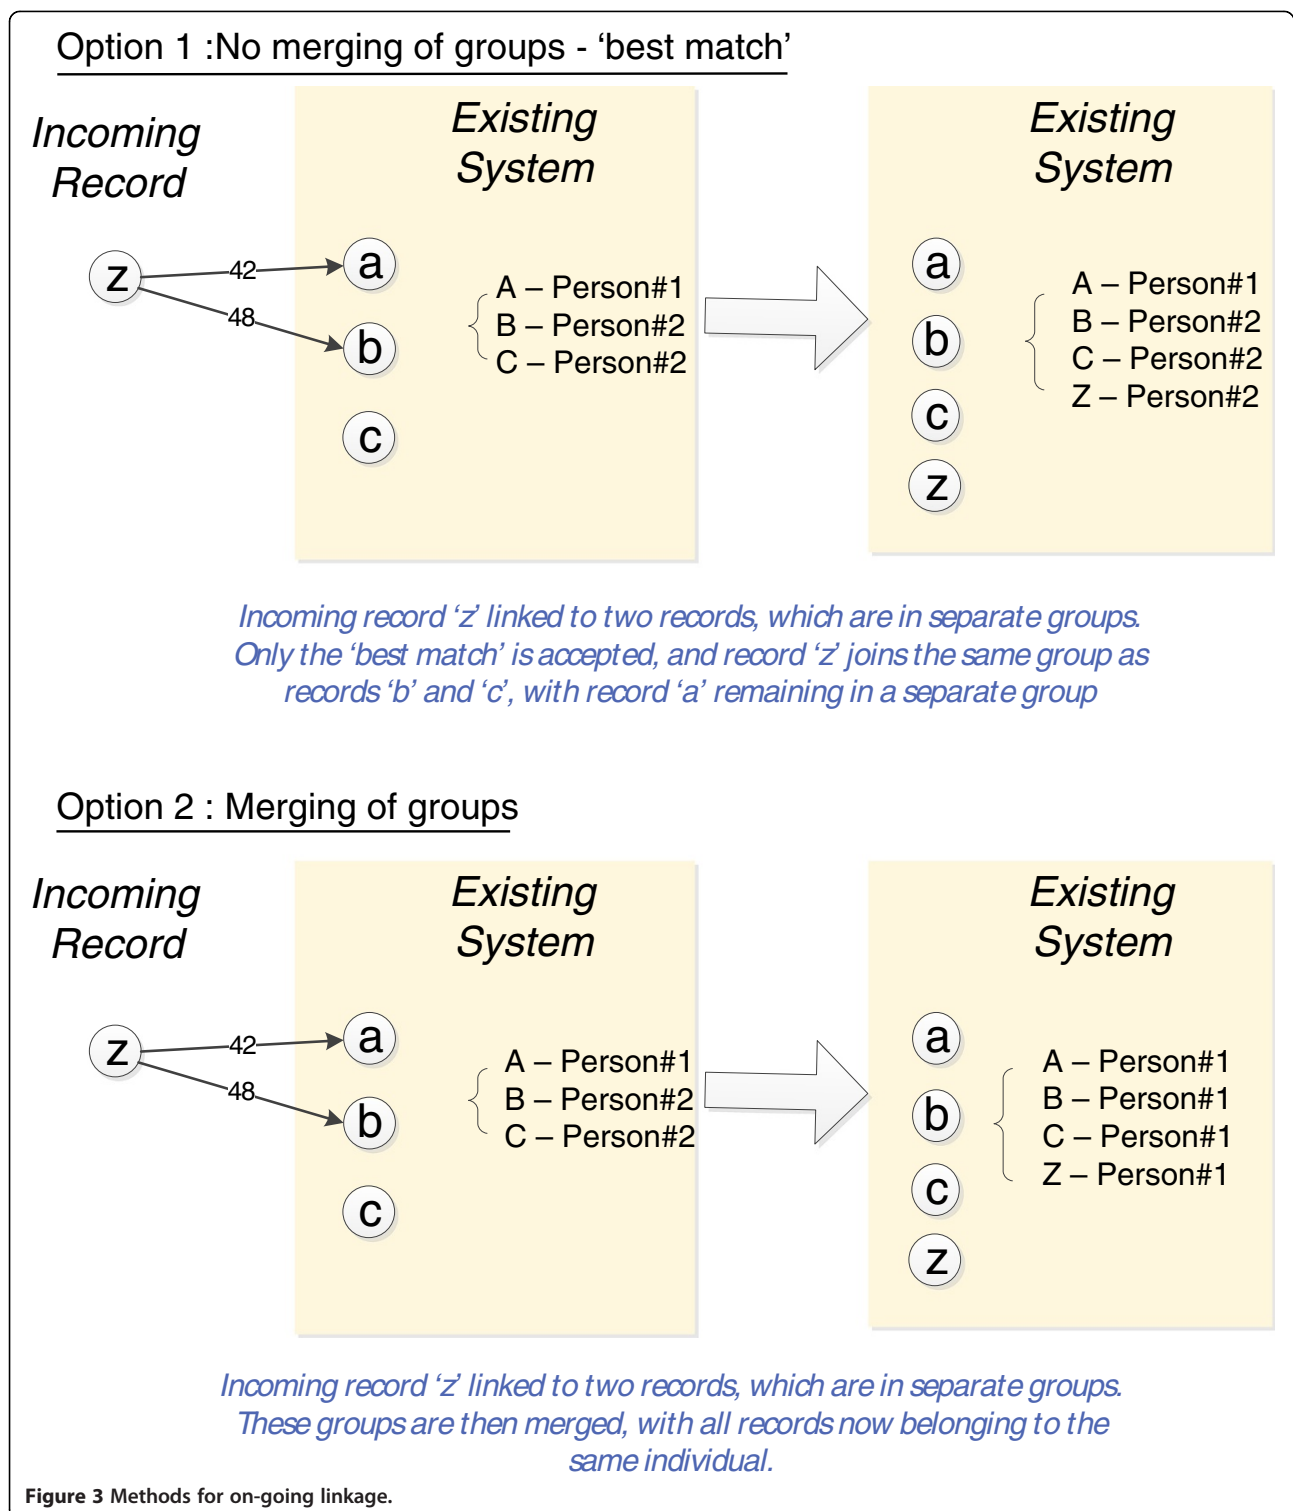 Option 1 :No merging of groups - ‘best match’
Incoming
Record
Existing
System
Existing
System
z
42
48
a
b
c
A – Person#1
B – Person#2
C – Person#2
a
b
c
z
A – Person#1
B – Person#2
C – Person#2
Z – Person#2
Incoming record ‘z’ linked to two records, which are in separate groups.
Only the ‘best match’ is accepted, and record ‘z’ joins the same group as
records ‘b’ and ‘c’, with record ‘a’ remaining in a separate group
Option 2 : Merging of groups
Incoming
Record
Existing
System
Existing
System
z
42
48
a
b
c
A – Person#1
B – Person#2
C – Person#2
a
b
c
z
A – Person#1
B – Person#1
C – Person#1
Z – Person#1
Incoming record ‘z’ linked to two records, which are in separate groups.
These groups are then merged, with all records now belonging to the
same individual.
Figure 3 Methods for on-going linkage.